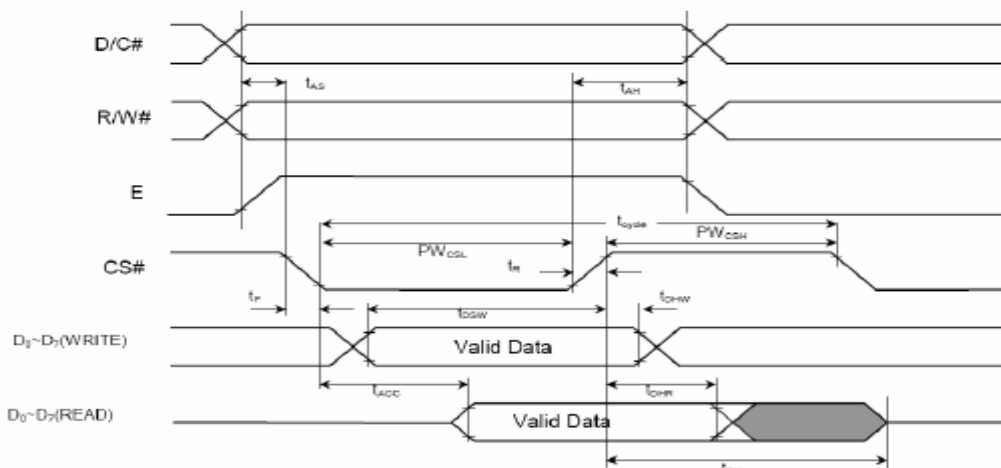 D/C#
tAS
tAH
R/W#
E
tcycle
PWCSL
PWCSH
CS#
tR
tF
tDSW
tDHW
D0~D7(WRITE)
Valid Data
tACC
tDHR
D0~D7(READ)
Valid Data